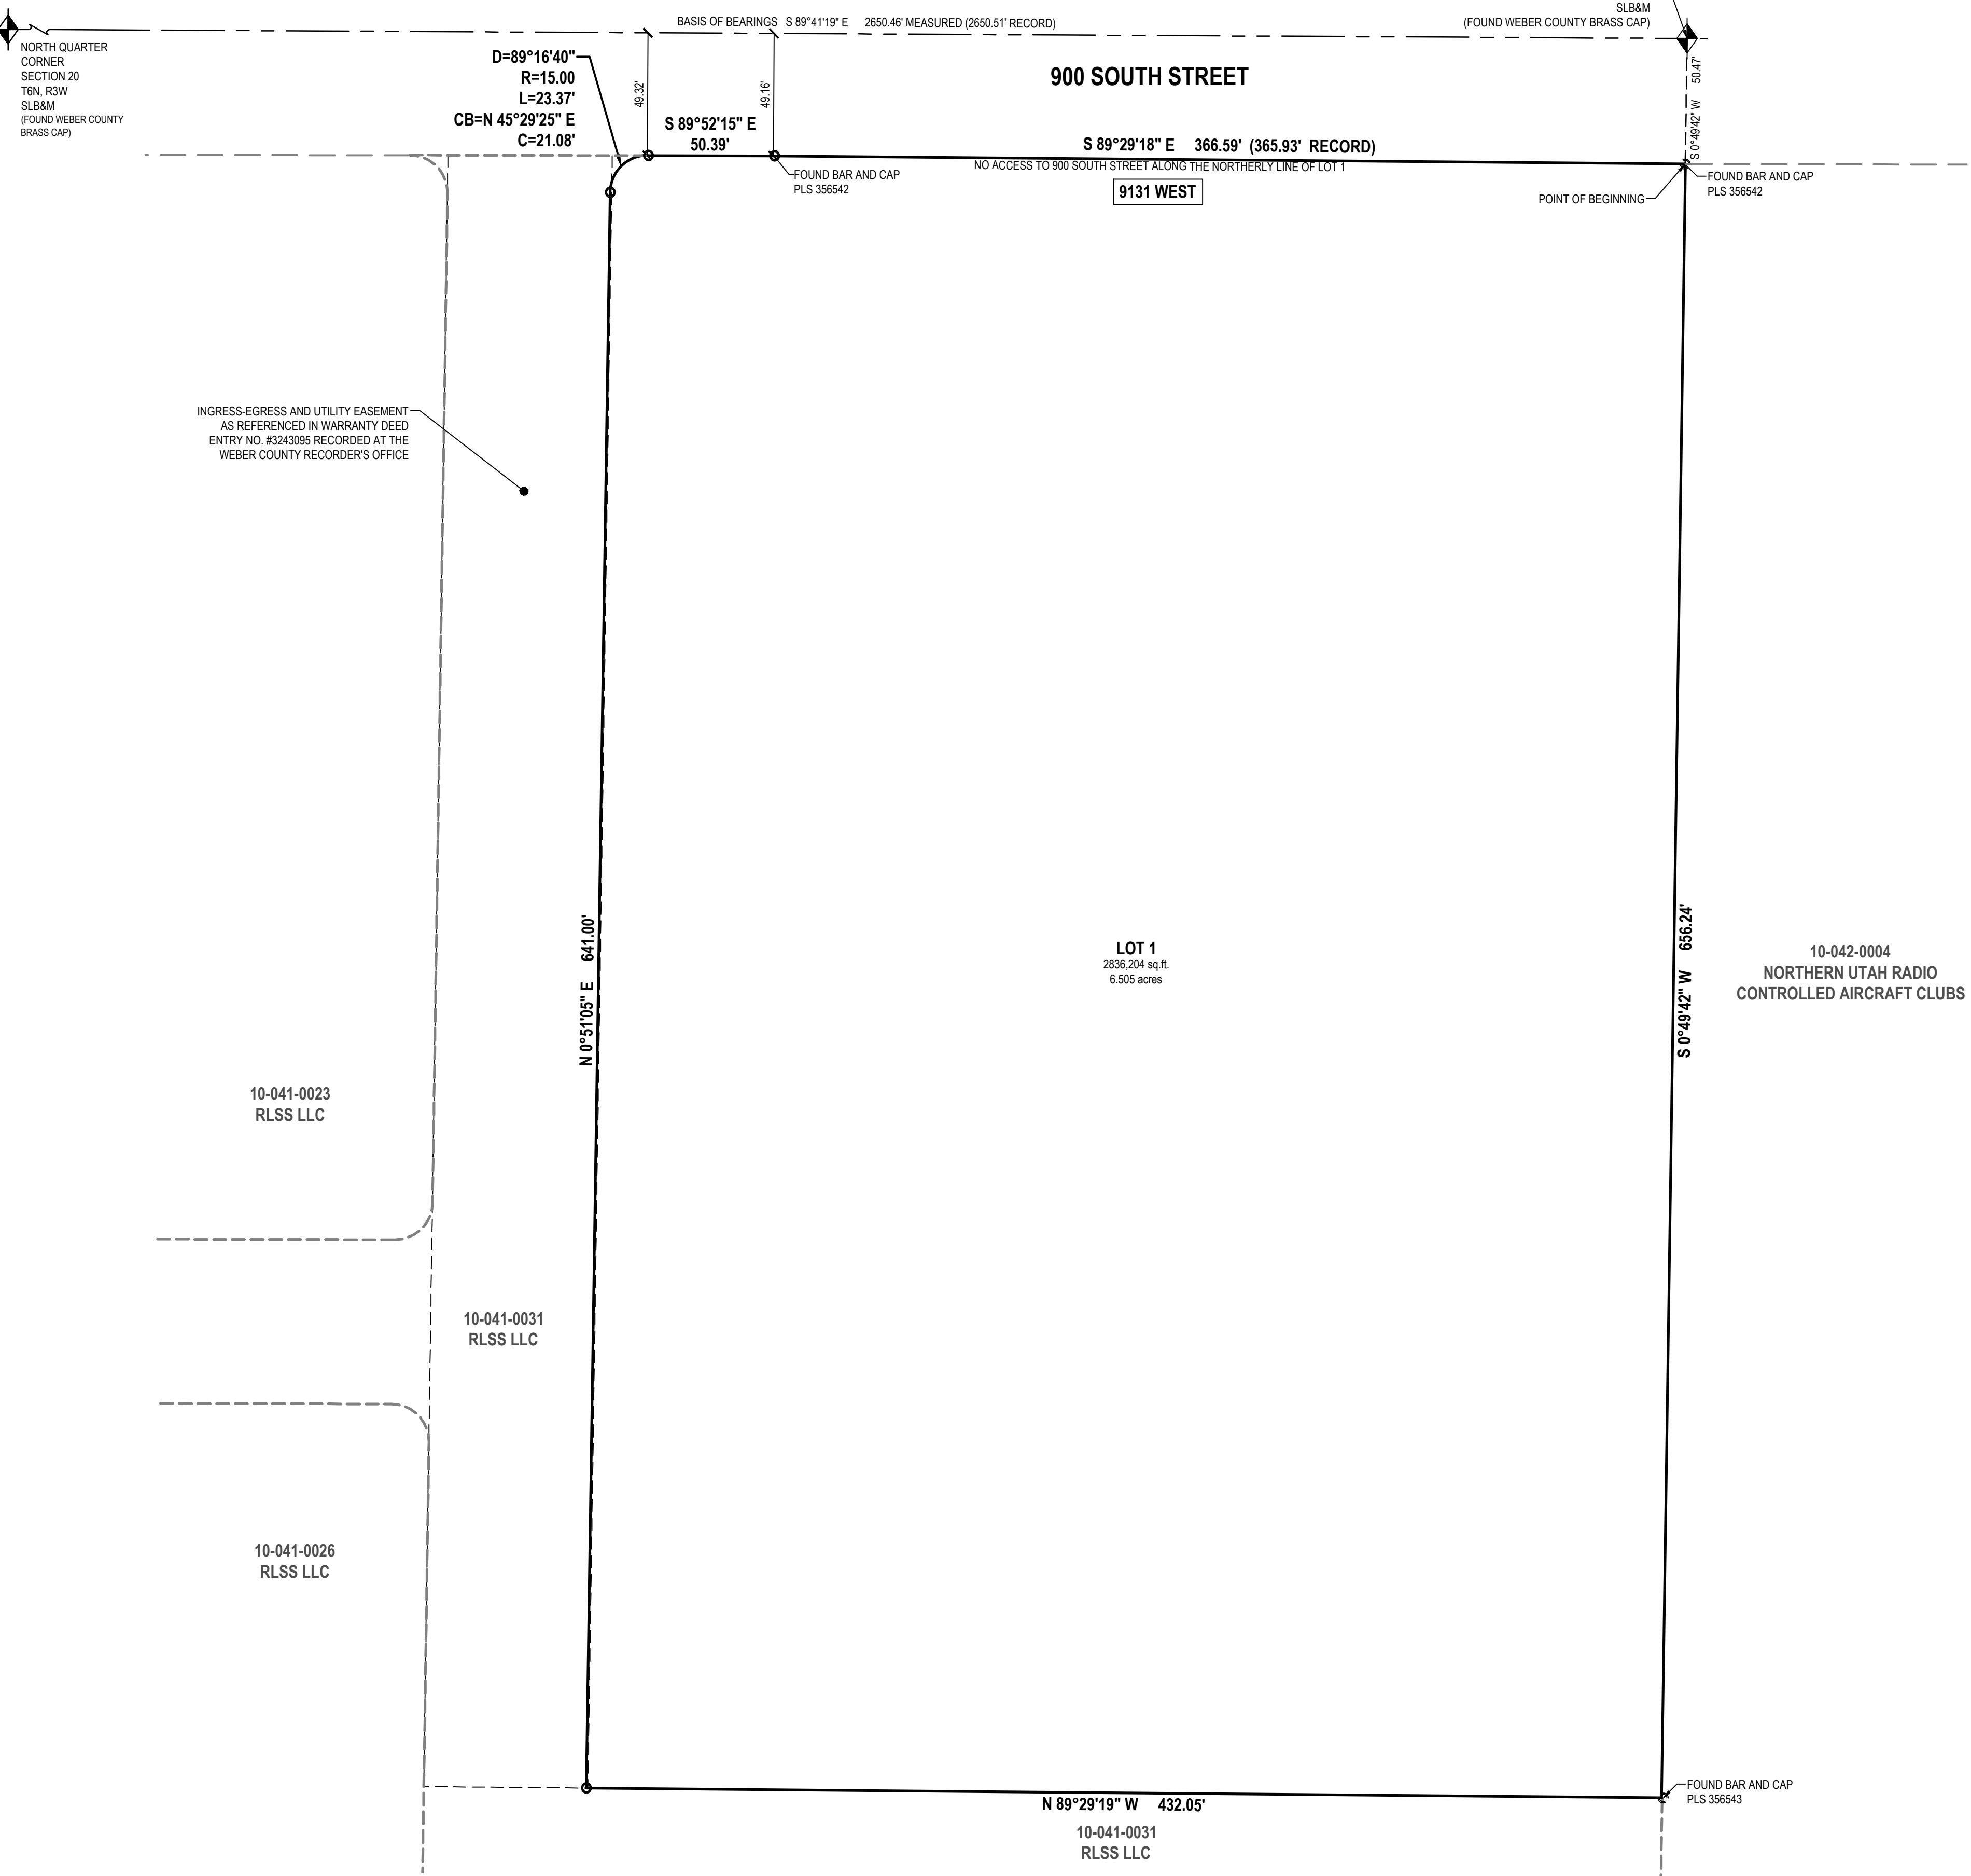 BASIS OF BEARINGS S 89°41'19" E 2650.46' MEASURED (2650.51' RECORD)
SLB&M
(FOUND WEBER COUNTY BRASS CAP)
NORTH QUARTER
CORNER
SECTION 20
T6N, R3W
SLB&M
(FOUND WEBER COUNTY
BRASS CAP)
D=89°16'40"
R=15.00
L=23.37'
CB=N 45°29'25" E
C=21.08'
49.32'
49.16'
S 89°52'15" E
50.39'
900 SOUTH STREET
S 0°49'42" W 50.47'
S 89°29'18" E 366.59' (365.93' RECORD)
NO ACCESS TO 900 SOUTH STREET ALONG THE NORTHERLY LINE OF LOT 1
9131 WEST
FOUND BAR AND CAP
PLS 356542
POINT OF BEGINNING
FOUND BAR AND CAP
PLS 356542
INGRESS-EGRESS AND UTILITY EASEMENT
AS REFERENCED IN WARRANTY DEED
ENTRY NO. #3243095 RECORDED AT THE
WEBER COUNTY RECORDER'S OFFICE
N 0°51'05" E 641.00'
LOT 1
2836,204 sq.ft.
6.505 acres
S 0°49'42" W 656.24'
10-042-0004
NORTHERN UTAH RADIO
CONTROLLED AIRCRAFT CLUBS
10-041-0023
RLSS LLC
10-041-0031
RLSS LLC
10-041-0026
RLSS LLC
FOUND BAR AND CAP
PLS 356543
N 89°29'19" W 432.05'
10-041-0031
RLSS LLC